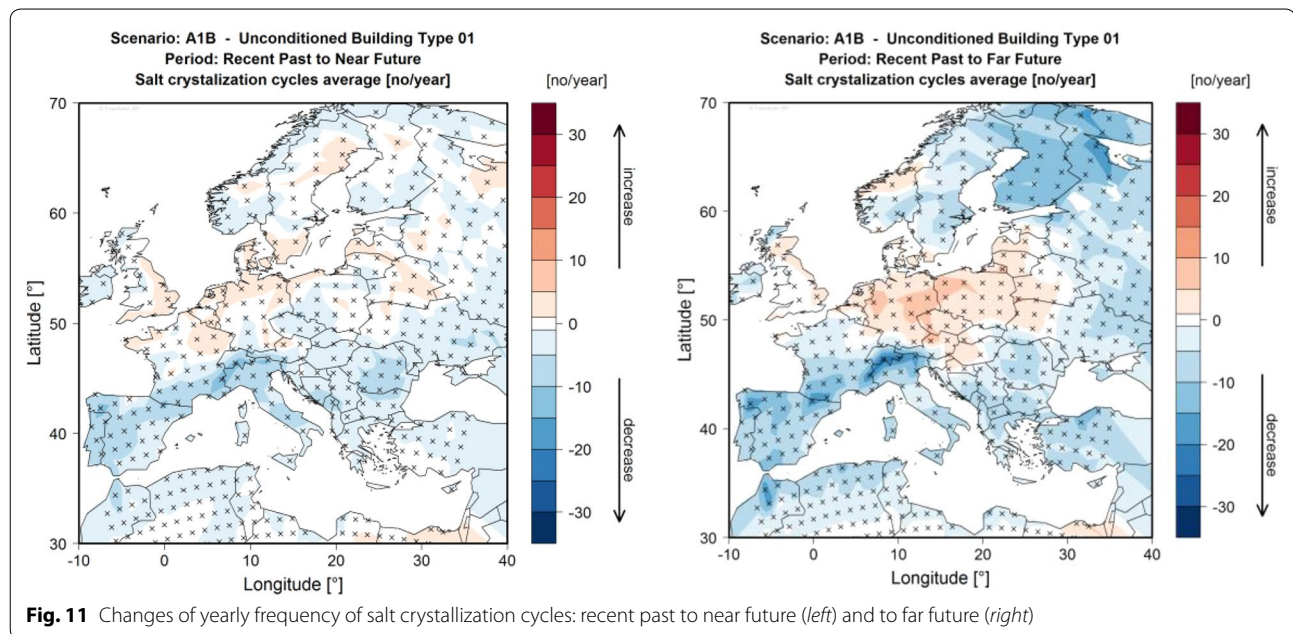 Scenario: A1B - Unconditioned Building Type 01
Period: Recent Past to Near Future
Salt crystalization cycles average [no/year]
[no/year]
70
60
50
40
30
Latitude [°]
-10
0
10
20
30
40
Longitude [°]
30
20
10
0
-10
-20
-30
increase
decrease
Scenario: A1B - Unconditioned Building Type 01
Period: Recent Past to Far Future
Salt crystalization cycles average [no/year]
[no/year]
70
60
50
40
30
Latitude [°]
-10
0
10
20
30
40
Longitude [°]
30
20
10
0
-10
-20
-30
increase
decrease
Fig. 11 Changes of yearly frequency of salt crystallization cycles: recent past to near future (left) and to far future (right)